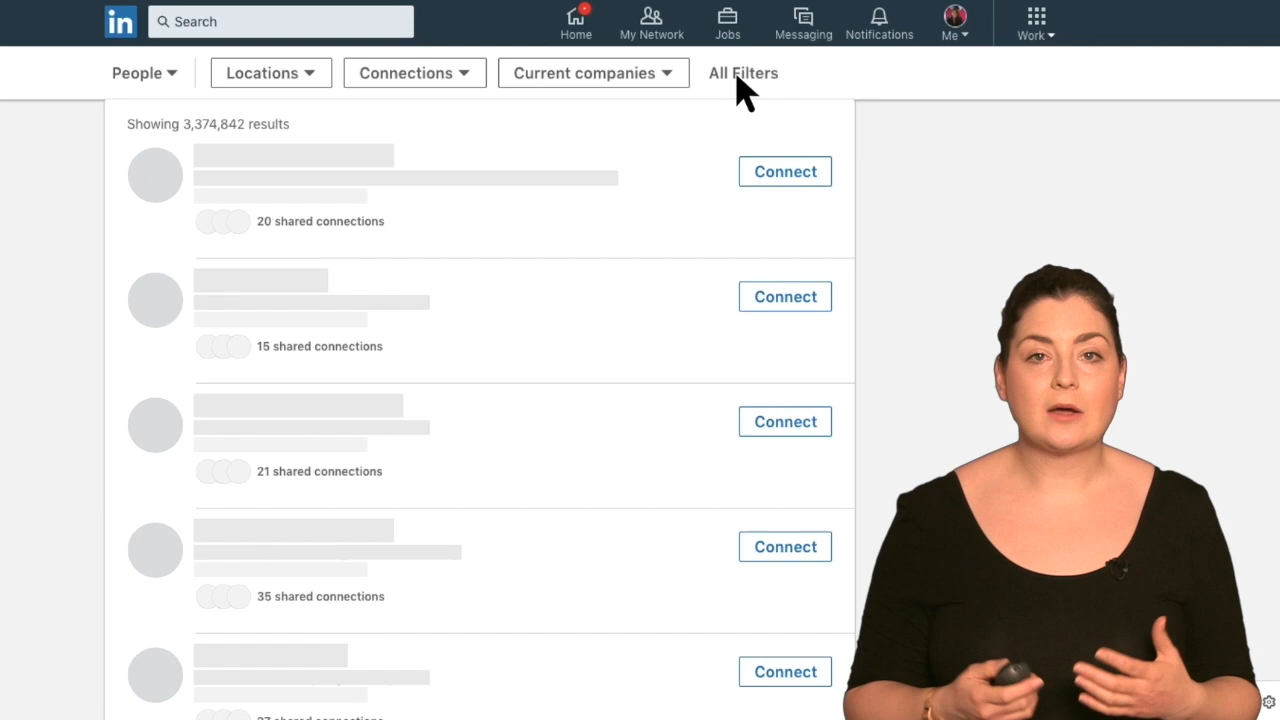 in
Search
Home
My Network
Jobs
Messaging
Notifications
Me
Work
People
Locations
Connections
Current companies
All Filters
Showing 3,374,842 results
Connect
20 shared connections
Connect
15 shared connections
Connect
21 shared connections
Connect
35 shared connections
Connect